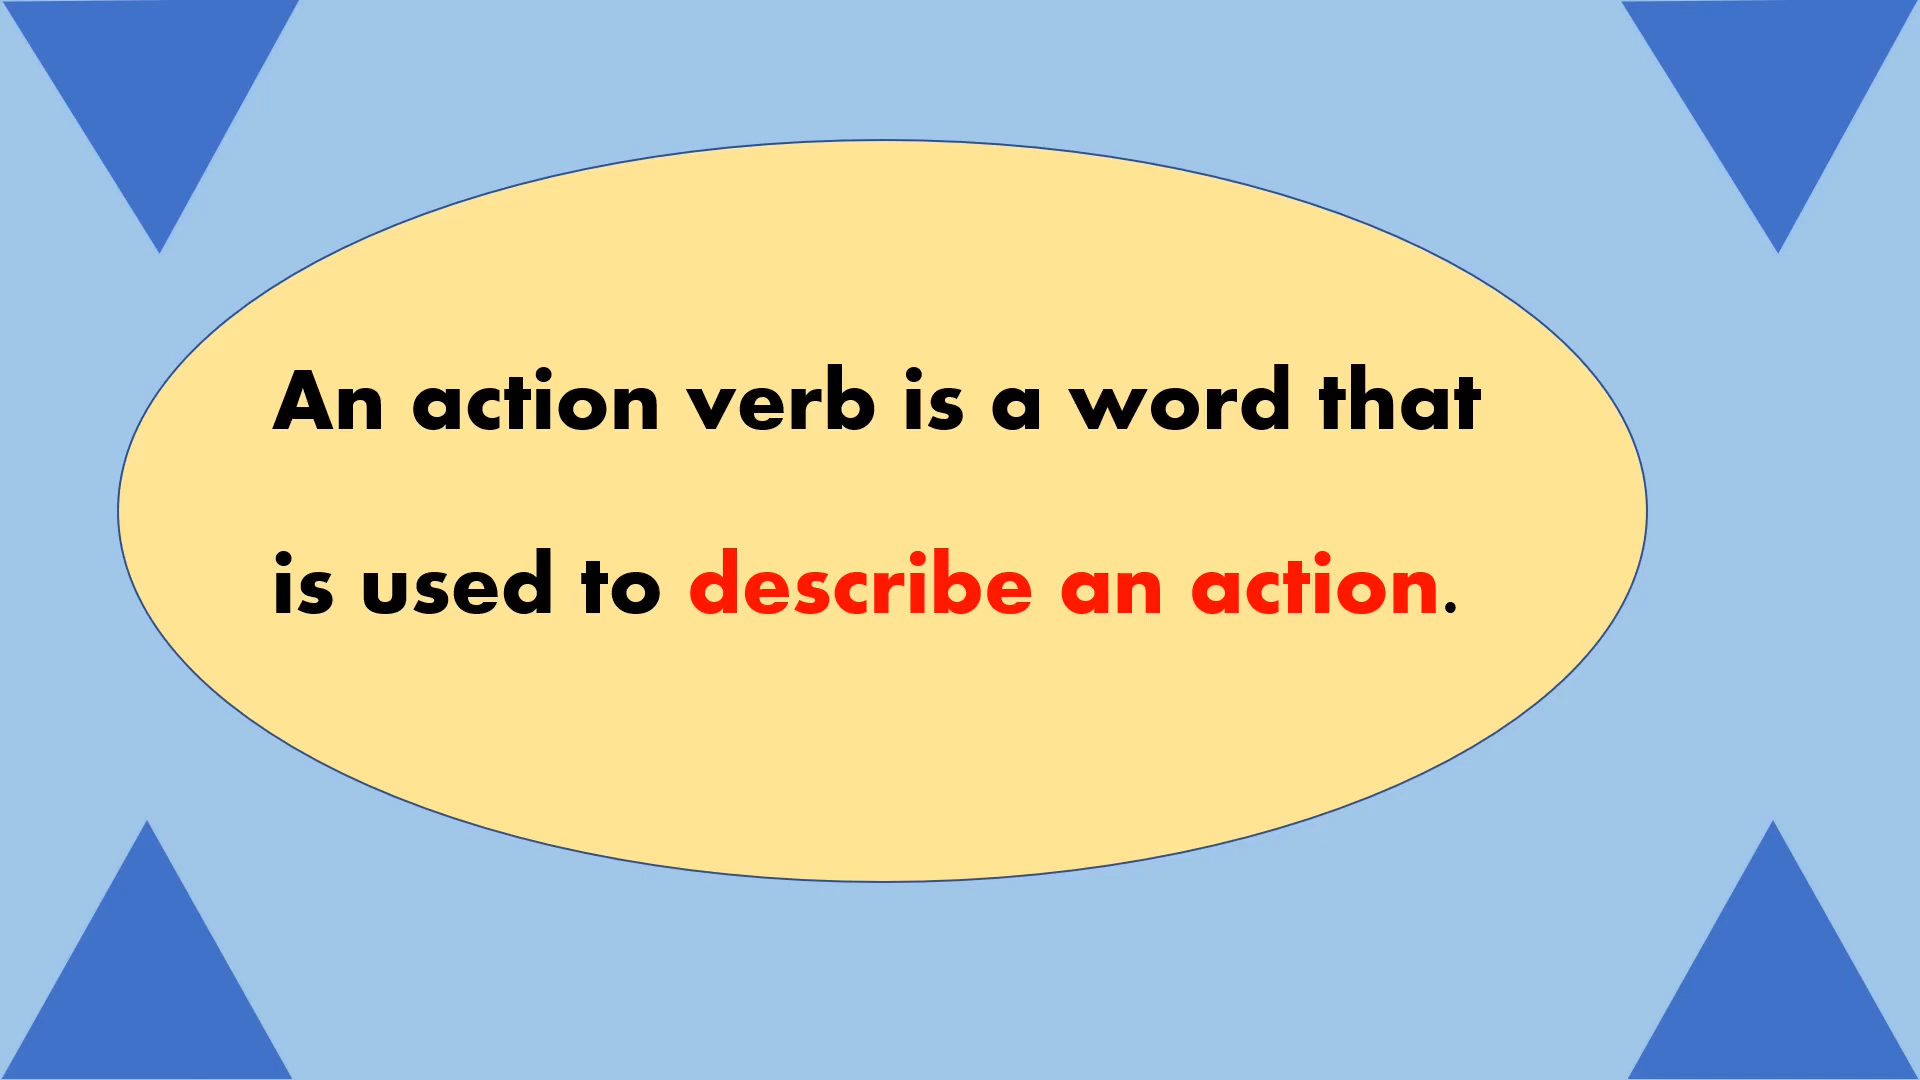 An action verb is a word that
is used to describe an action.